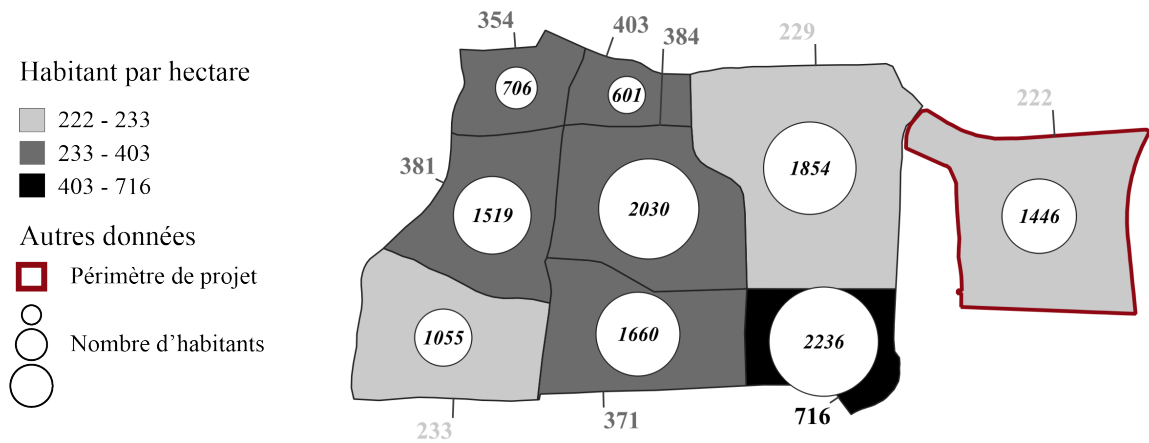 Habitant par hectare
222 - 233
233 - 403
403 - 716
Autres données
Périmètre de projet
Nombre d’habitants
354
403
384
229
222
706
601
381
1854
1519
2030
1446
1055
1660
2236
233
371
716